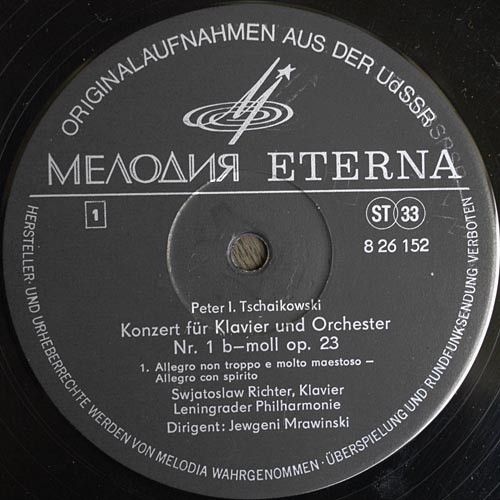 ORIGINALAUFNAHMEN AUS DER UdSSR
МЕЛОДИЯ ETERNA
1
ST 33
8 26 152
Peter I. Tschaikowski
Konzert für Klavier und Orchester
Nr. 1 b–moll op. 23
1. Allegro non troppo e molto maestoso –
Allegro con spirito
Swjatoslaw Richter, Klavier
Leningrader Philharmonie
Dirigent: Jewgeni Mrawinski
HERSTELLER- UND URHEBERRECHTE WERDEN VON MELODIA WAHRGENOMMEN · ÜBERSPIELUNG UND RUNDFUNKSENDUNG VERBOTEN